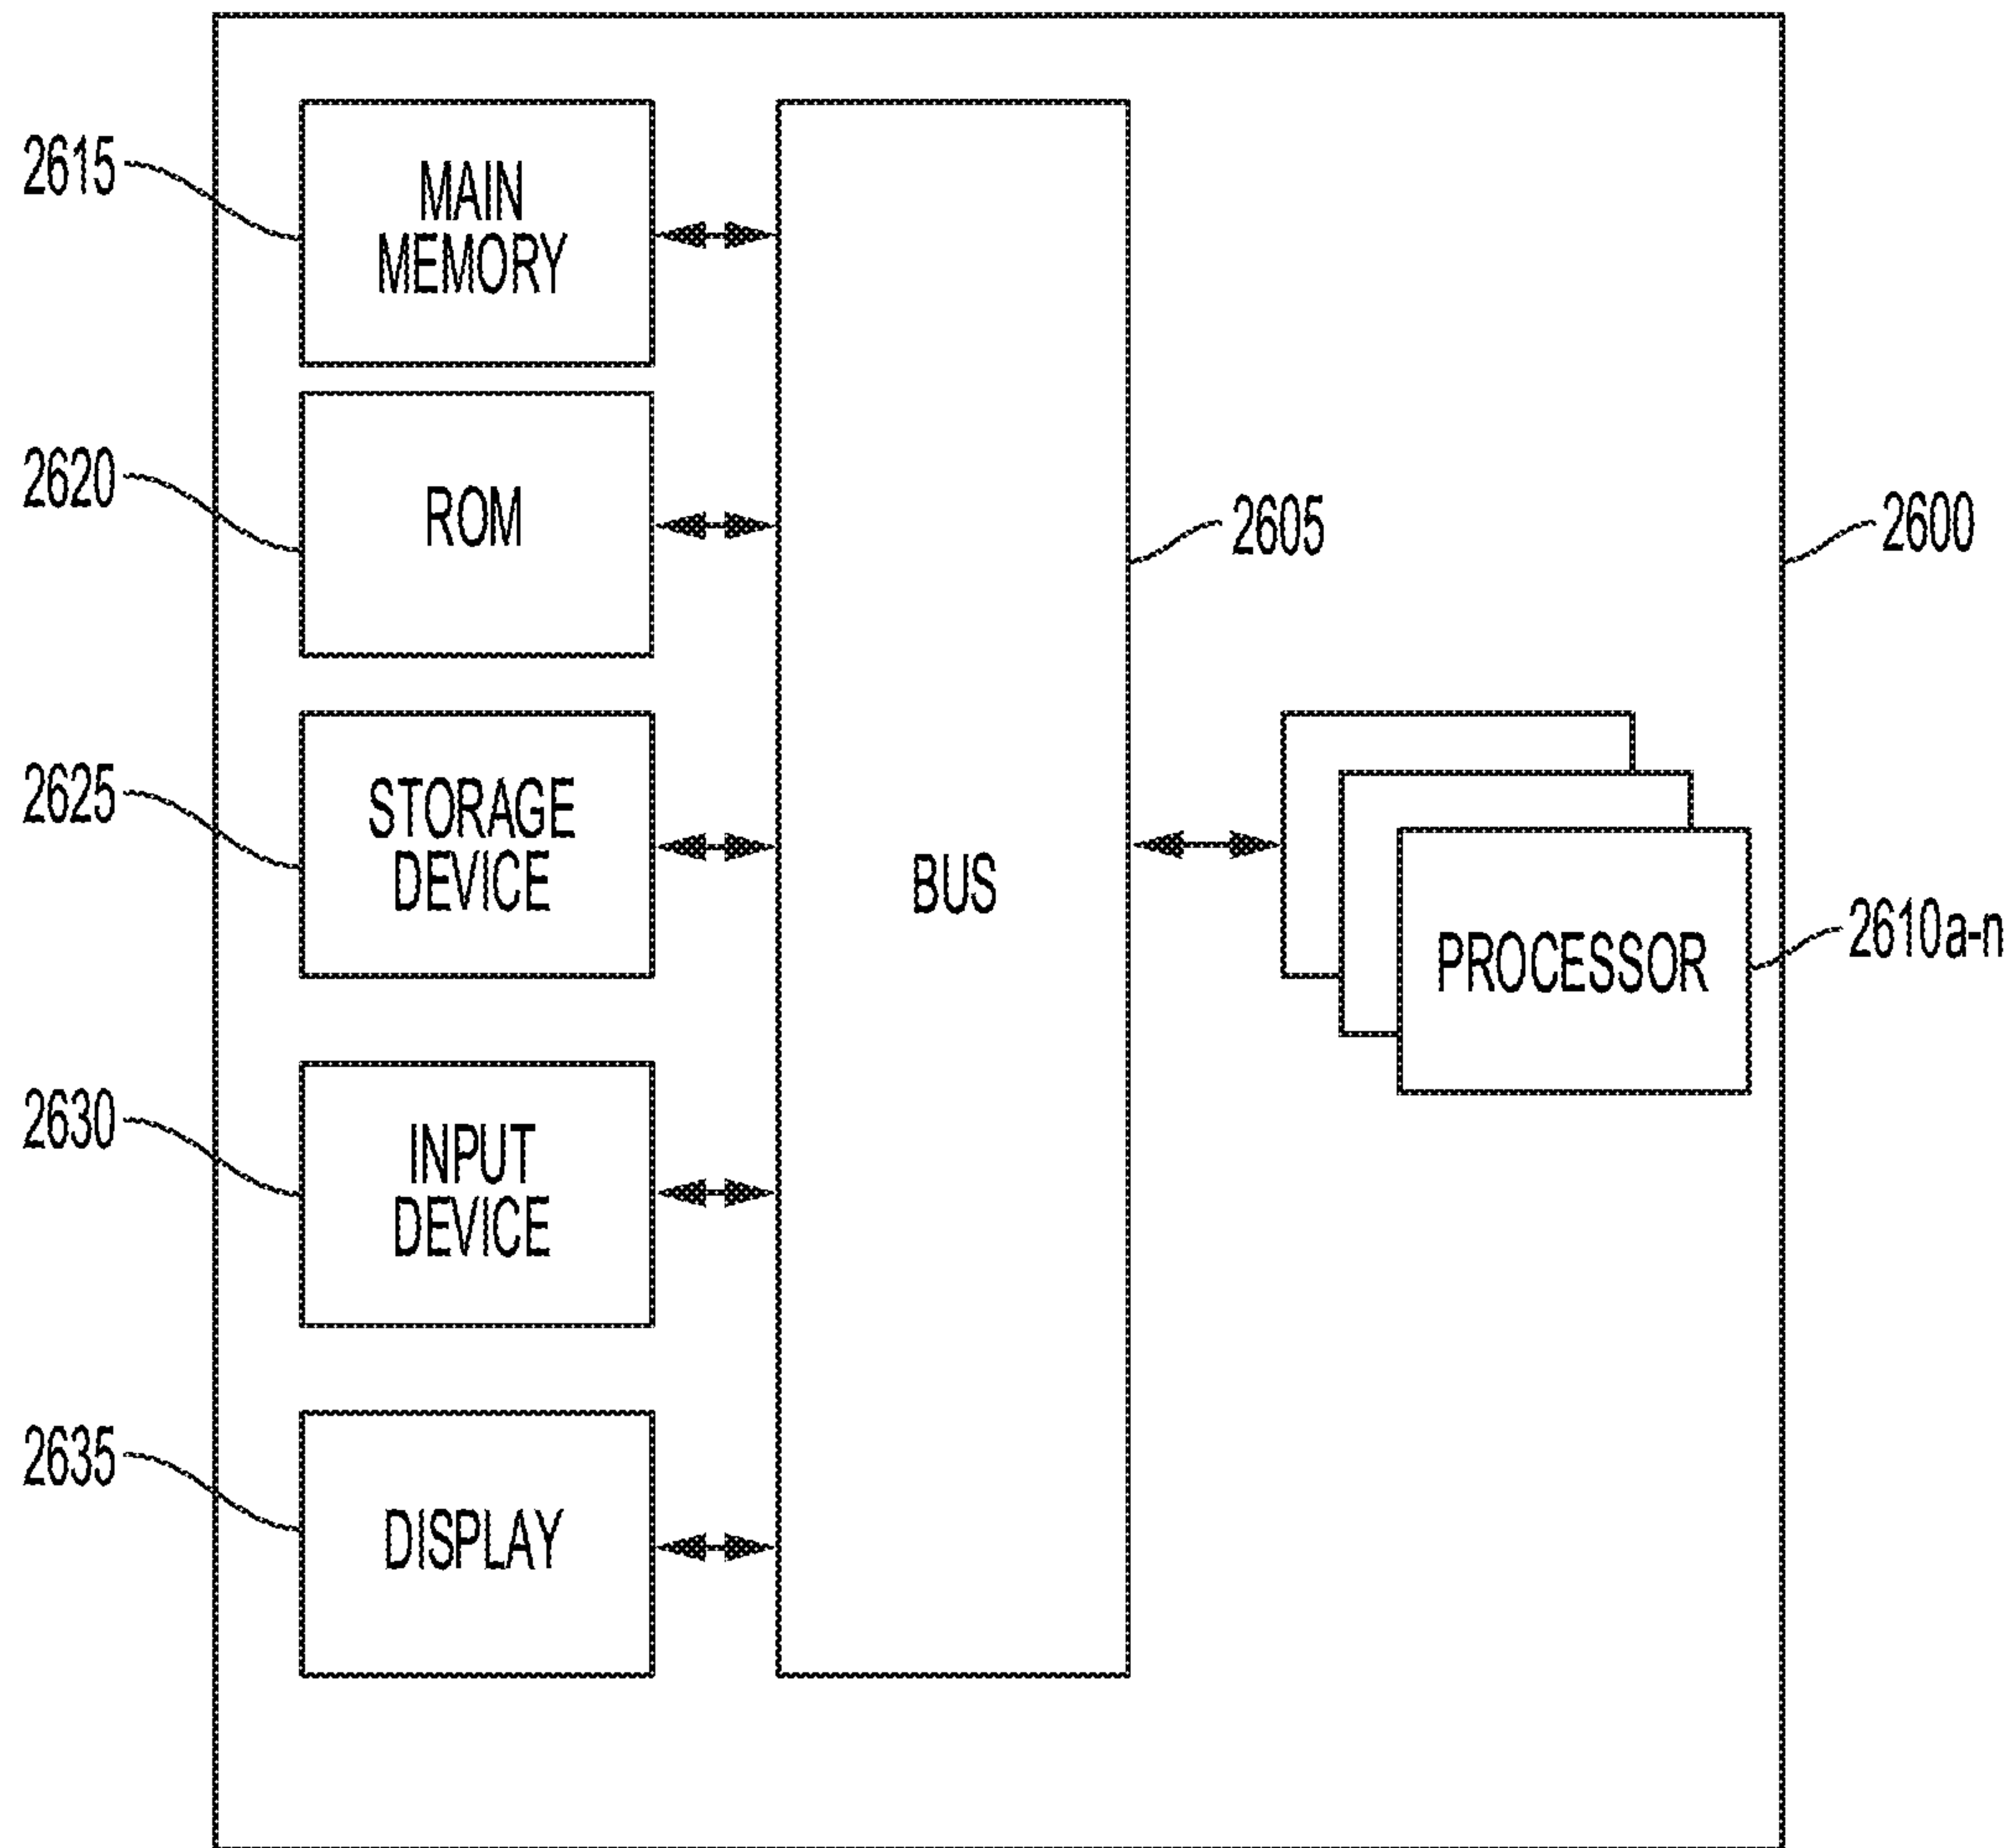 2615
MAIN
MEMORY
2620
ROM
2605
2600
2625
STORAGE
DEVICE
BUS
PROCESSOR
2610a-n
2630
INPUT
DEVICE
2635
DISPLAY